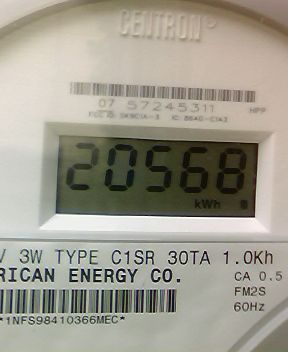 CENTRON®
07 57245311 HPP
20568
kWh
V 3W TYPE C1SR 30TA 1.0Kh
RICAN ENERGY CO. CA 0.5
FM2S
*1NFS98410366MEC* 60Hz